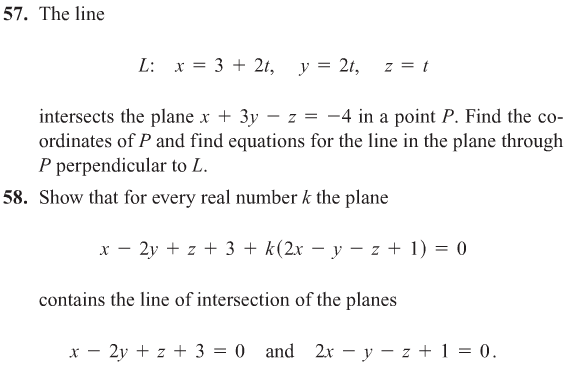 57. The line
L: x = 3 + 2t, y = 2t, z = t
intersects the plane x + 3y − z = −4 in a point P. Find the co-
ordinates of P and find equations for the line in the plane through
P perpendicular to L.
58. Show that for every real number k the plane
x − 2y + z + 3 + k(2x − y − z + 1) = 0
contains the line of intersection of the planes
x − 2y + z + 3 = 0 and 2x − y − z + 1 = 0.